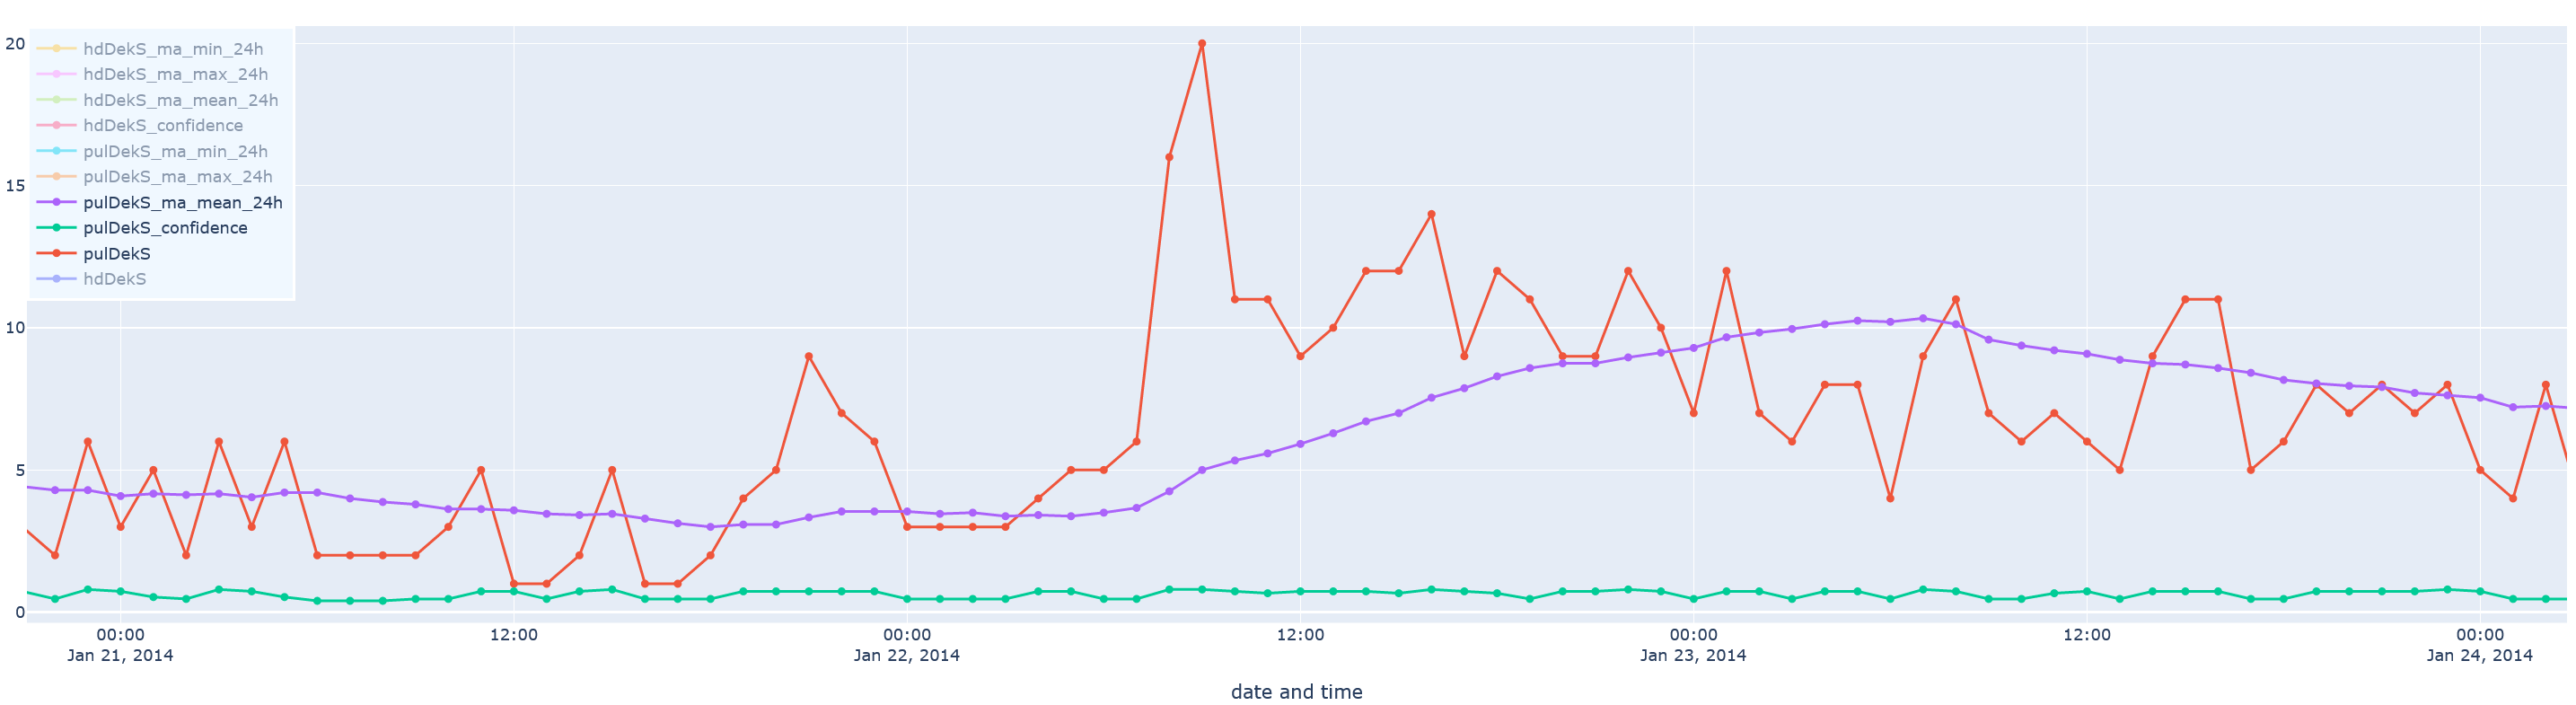 20
15
10
5
0
hdDekS_ma_min_24h
hdDekS_ma_max_24h
hdDekS_ma_mean_24h
hdDekS_confidence
pulDekS_ma_min_24h
pulDekS_ma_max_24h
pulDekS_ma_mean_24h
pulDekS_confidence
pulDekS
hdDekS
00:00 12:00 00:00 12:00 00:00 12:00 00:00
Jan 21, 2014 Jan 22, 2014 Jan 23, 2014 Jan 24, 2014
date and time